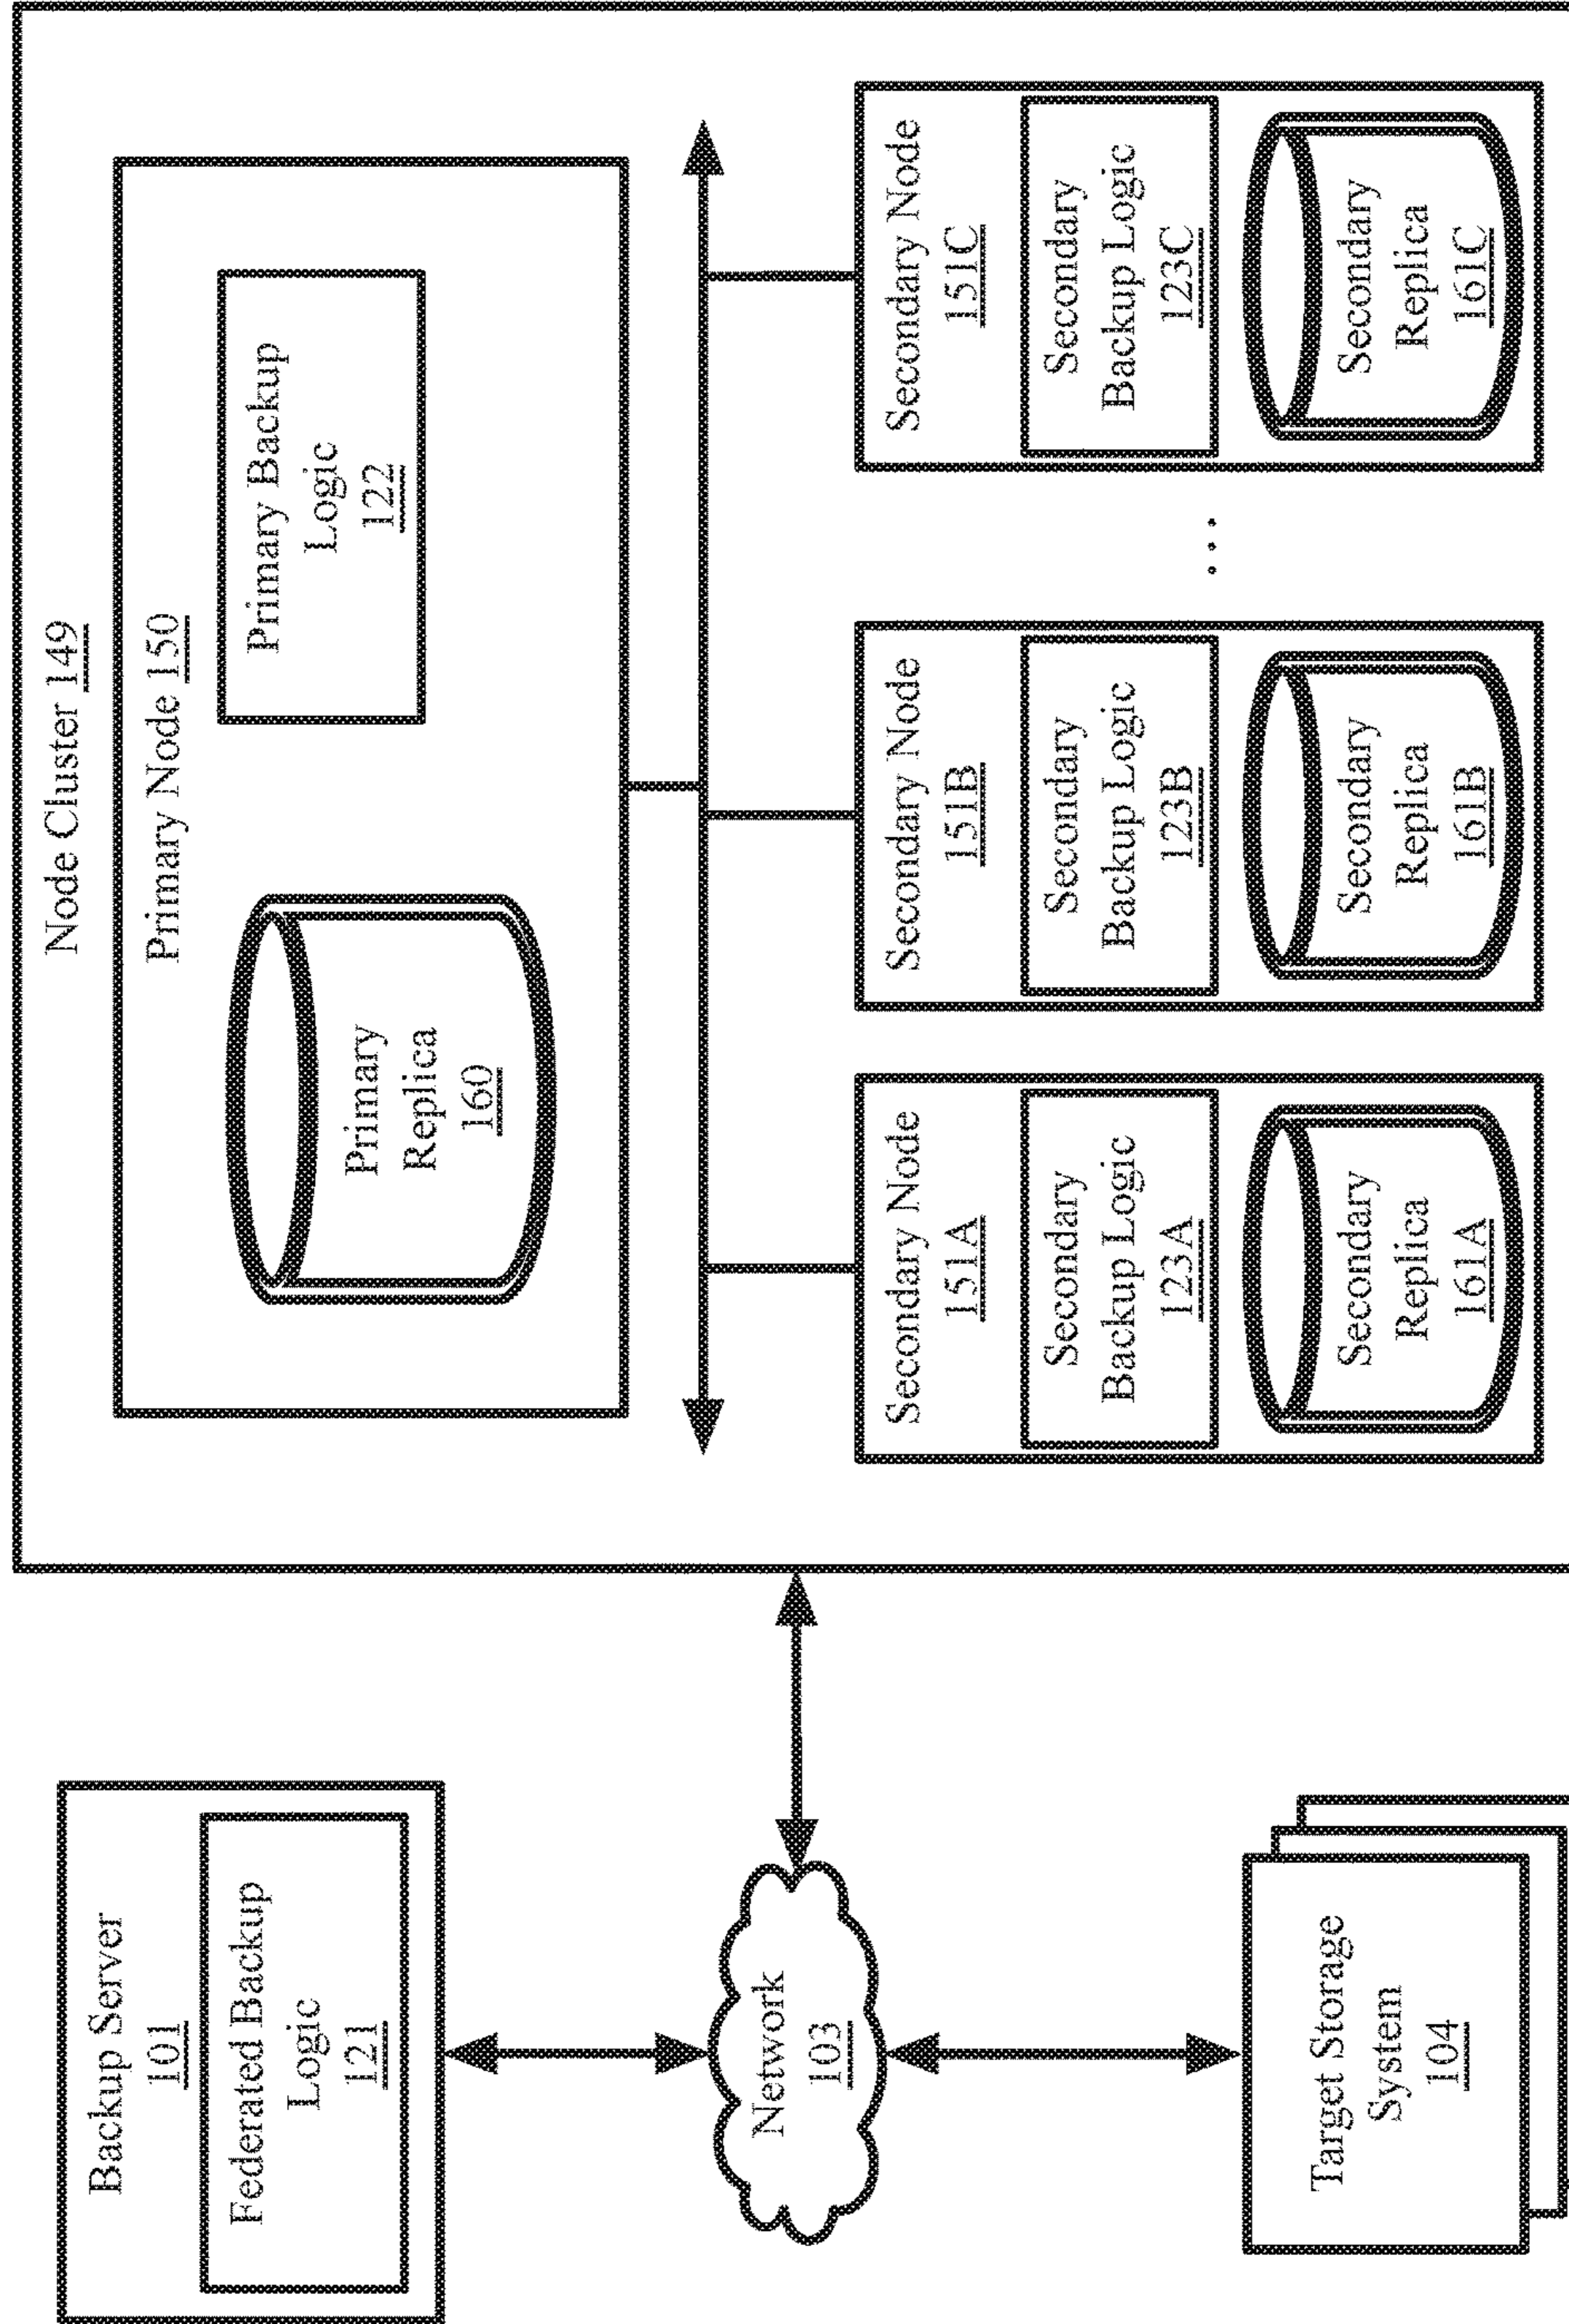 Backup Server
101
Federated Backup
Logic
121
Network
103
Target Storage
System
104
Node Cluster 149
Primary Node 150
Primary
Replica
160
Primary Backup
Logic
122
Secondary Node
151A
Secondary
Backup Logic
123A
Secondary
Replica
161A
Secondary Node
151B
Secondary
Backup Logic
123B
Secondary
Replica
161B
...
Secondary Node
151C
Secondary
Backup Logic
123C
Secondary
Replica
161C